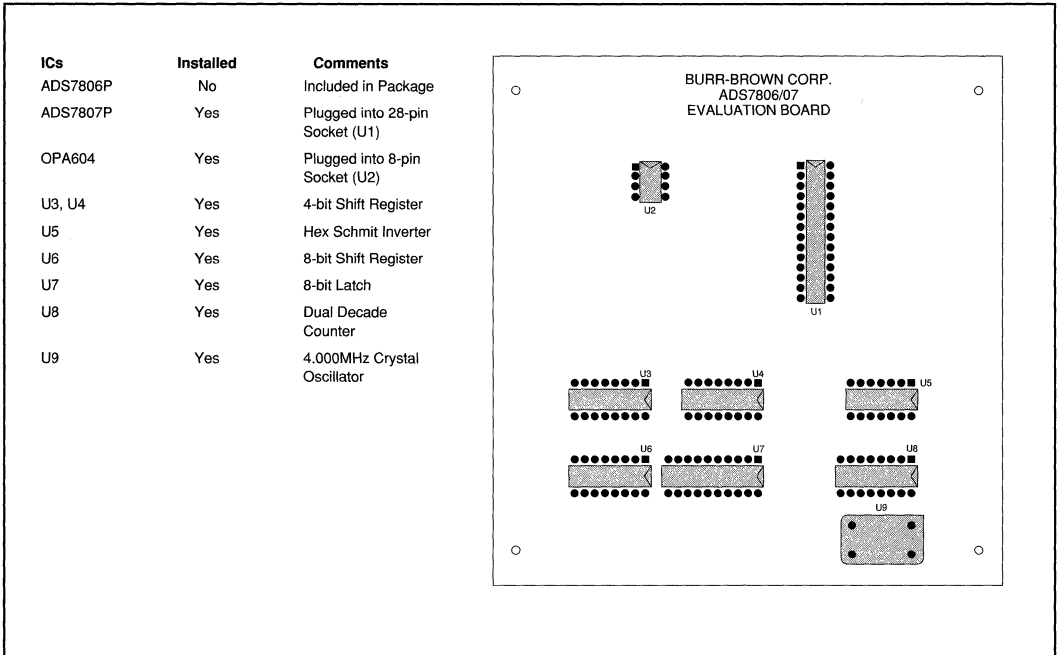 ICs Installed Comments
ADS7806P No Included in Package
ADS7807P Yes Plugged into 28-pin
Socket (U1)
OPA604 Yes Plugged into 8-pin
Socket (U2)
U3, U4 Yes 4-bit Shift Register
U5 Yes Hex Schmit Inverter
U6 Yes 8-bit Shift Register
U7 Yes 8-bit Latch
U8 Yes Dual Decade
Counter
U9 Yes 4.000MHz Crystal
Oscillator
BURR-BROWN CORP.
ADS7806/07
EVALUATION BOARD
U2
U1
U3 U4 U5
U6 U7 U8
U9